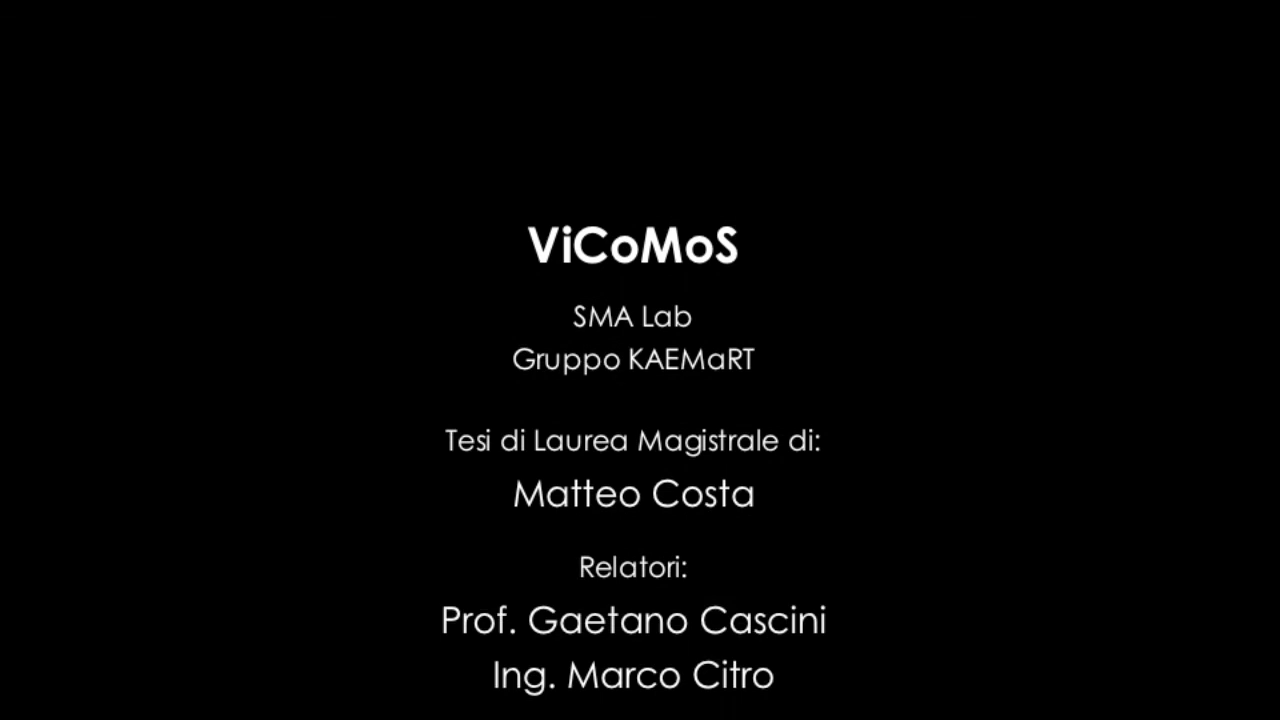 ViCoMoS
SMA Lab
Gruppo KAEMaRT
Tesi di Laurea Magistrale di:
Matteo Costa
Relatori:
Prof. Gaetano Cascini
Ing. Marco Citro